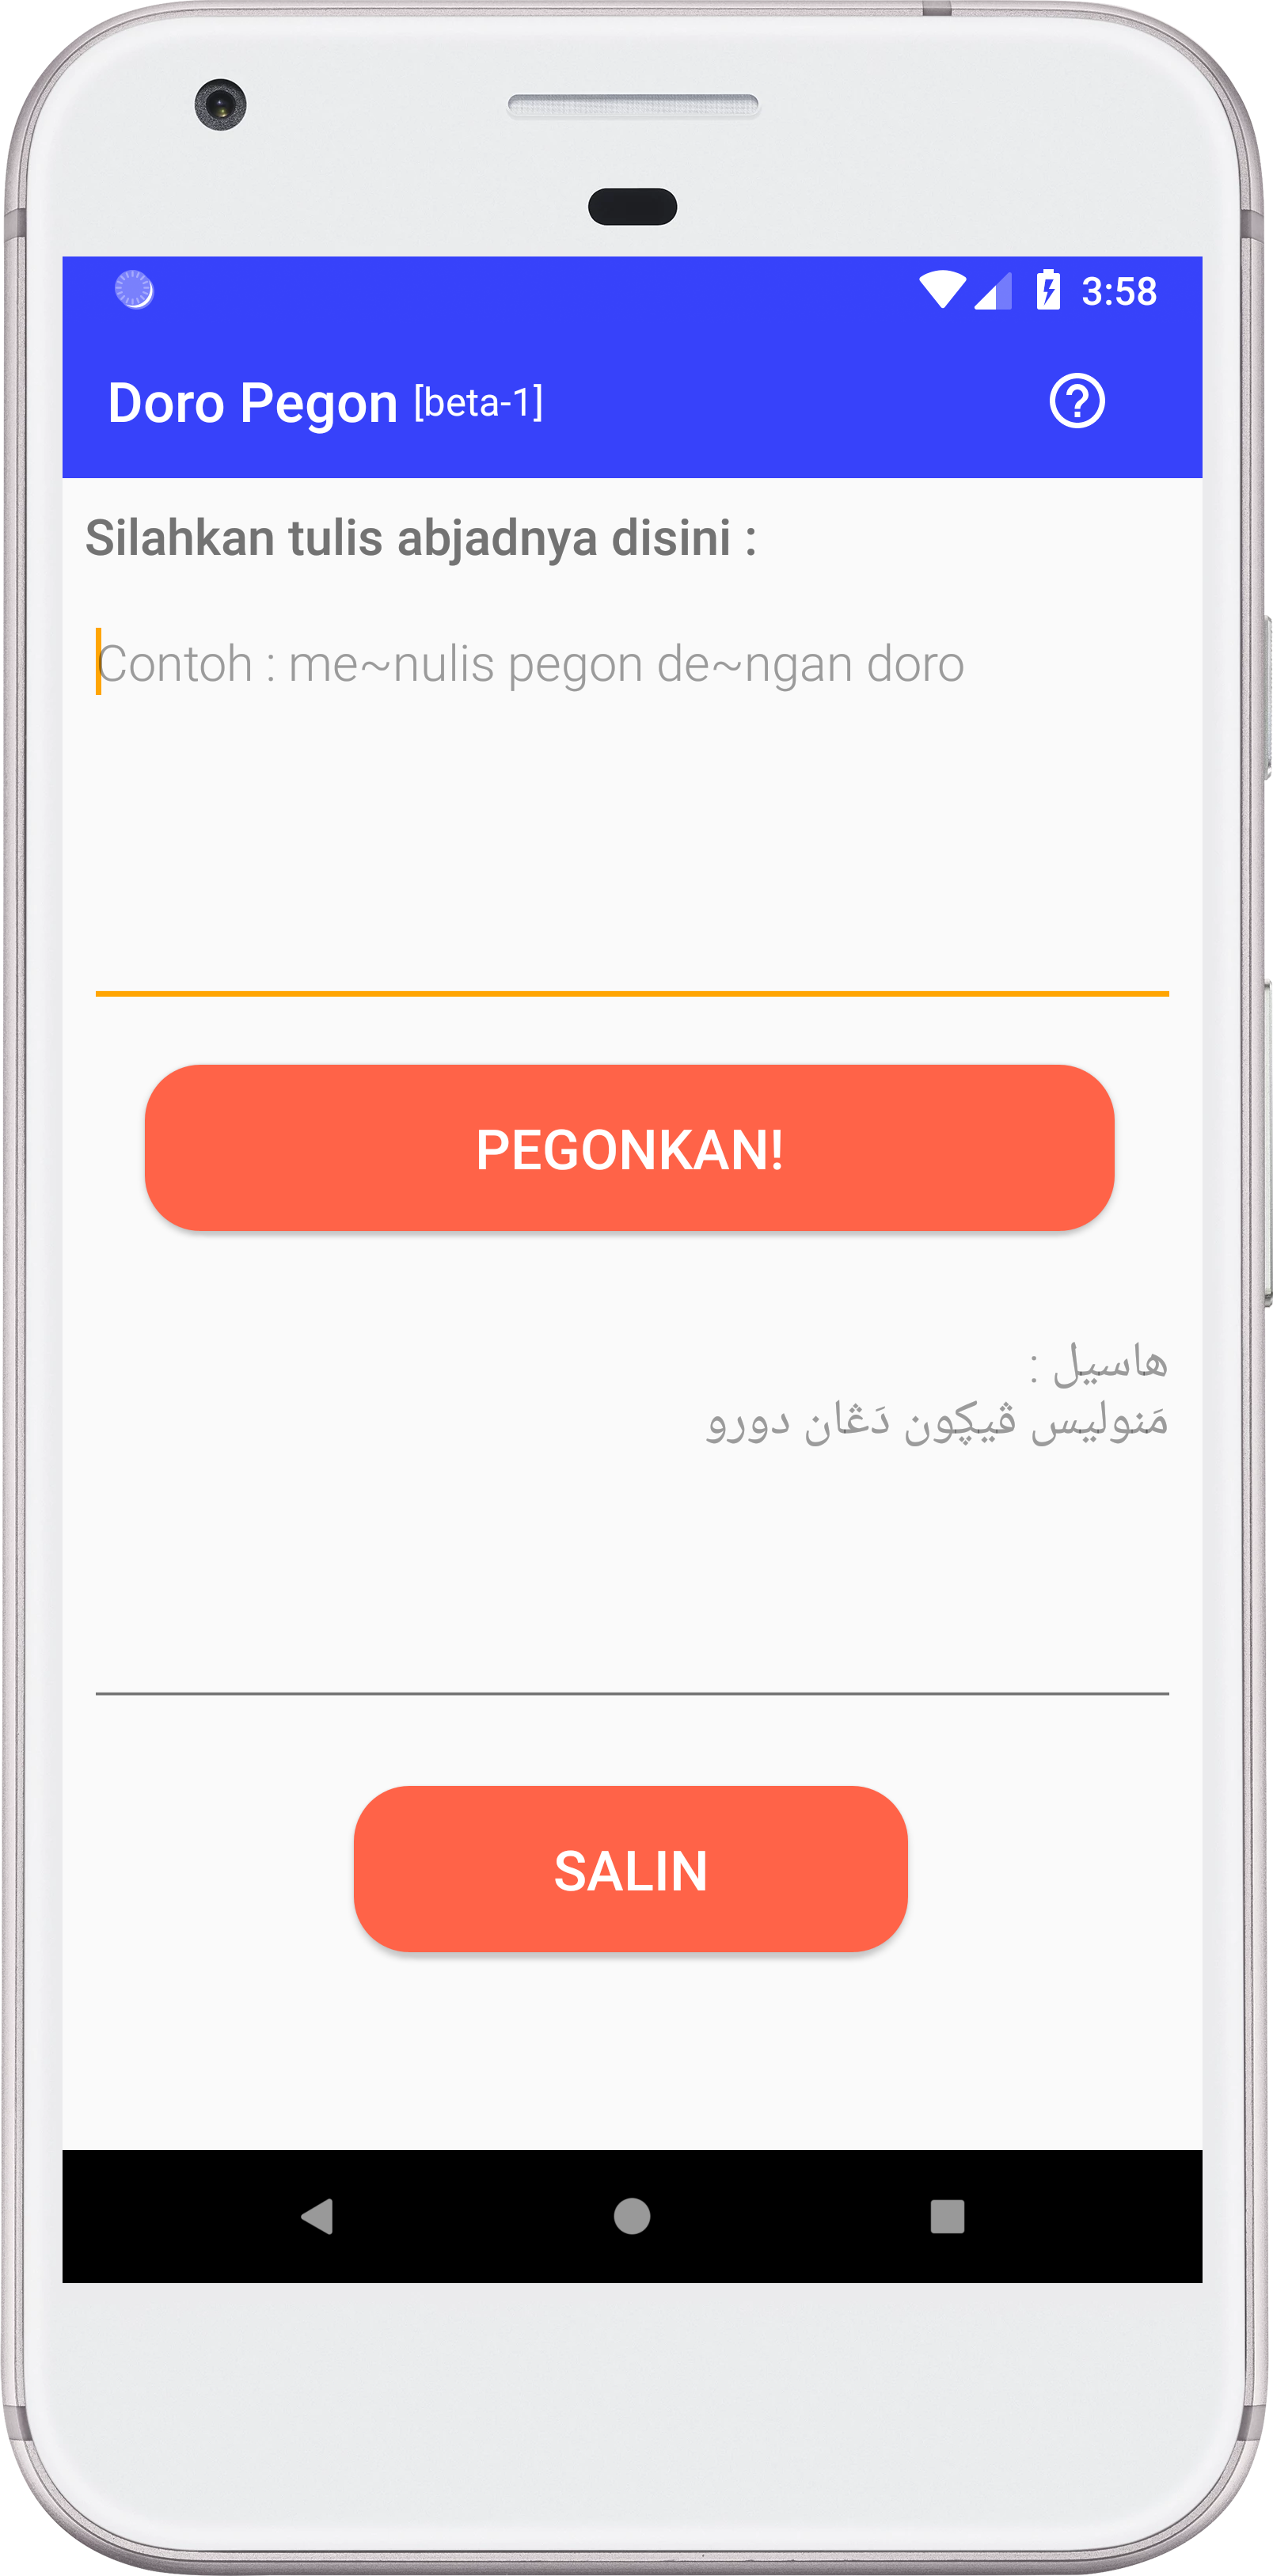 3:58
Doro Pegon [beta-1]
Silahkan tulis abjadnya disini :
Contoh : me~nulis pegon de~ngan doro
PEGONKAN!
هاسيل :
مَنوليس ڤيڮون دَڠان دورو
SALIN